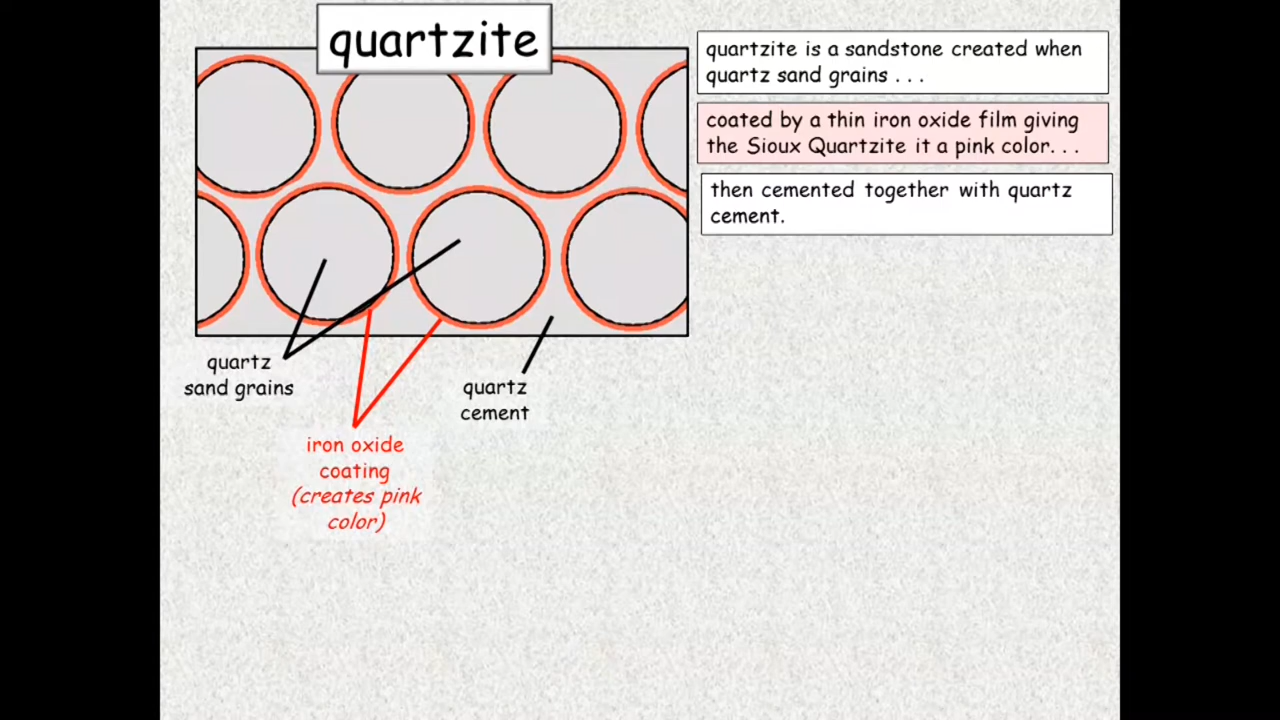 quartzite
quartzite is a sandstone created when
quartz sand grains . . .
coated by a thin iron oxide film giving
the Sioux Quartzite it a pink color. . .
then cemented together with quartz
cement.
quartz
sand grains
quartz
cement
iron oxide
coating
(creates pink
color)